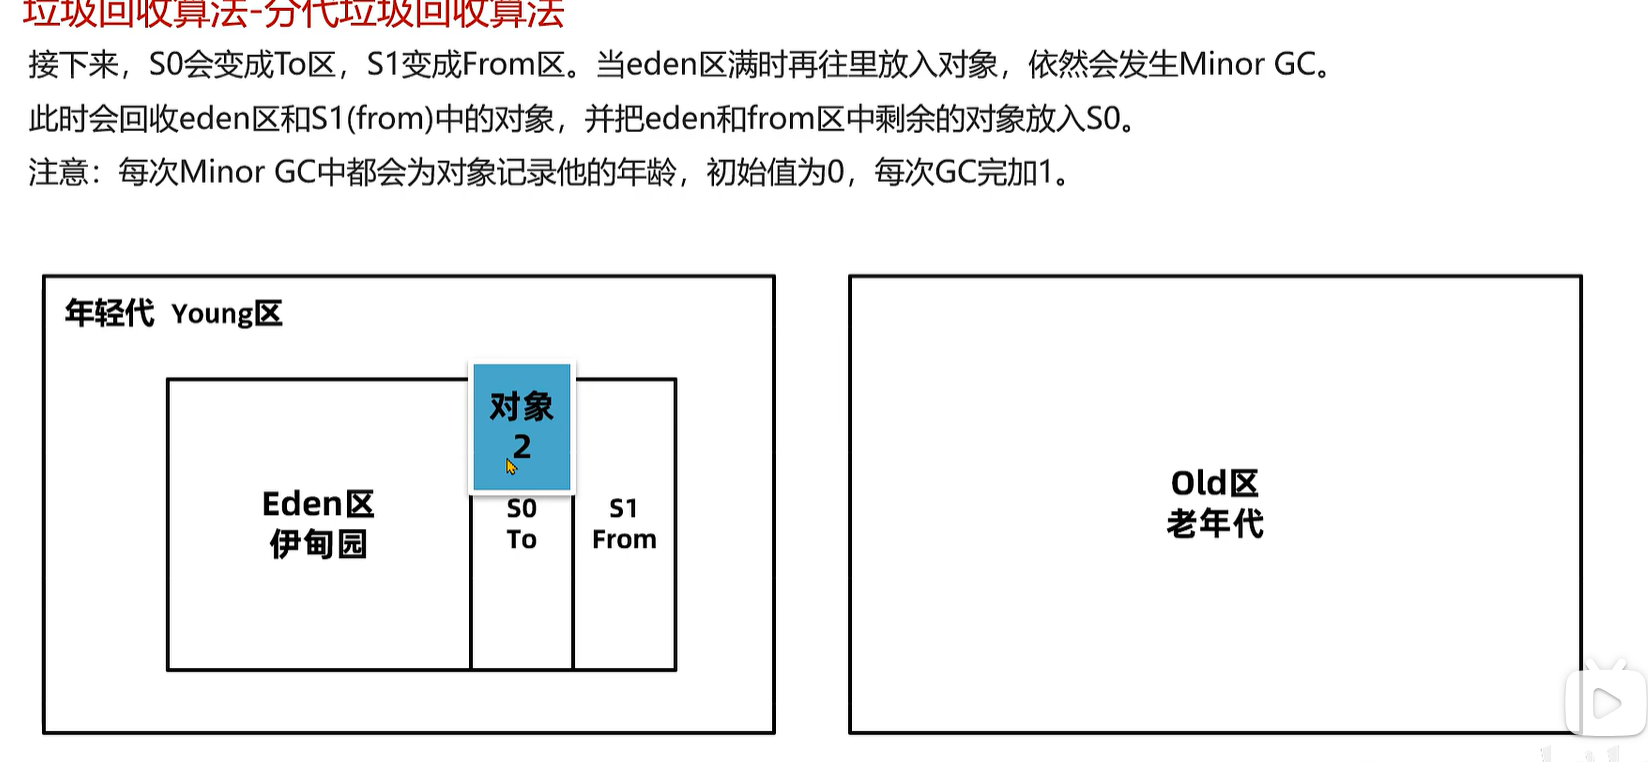 垃圾回收算法-分代垃圾回收算法
接下来，S0会变成To区，S1变成From区。当eden区满时再往里放入对象，依然会发生Minor GC。
此时会回收eden区和S1(from)中的对象，并把eden和from区中剩余的对象放入S0。
注意：每次Minor GC中都会为对象记录他的年龄，初始值为0，每次GC完加1。
年轻代 Young区
对象
2
Eden区
伊甸园
S0
To
S1
From
Old区
老年代